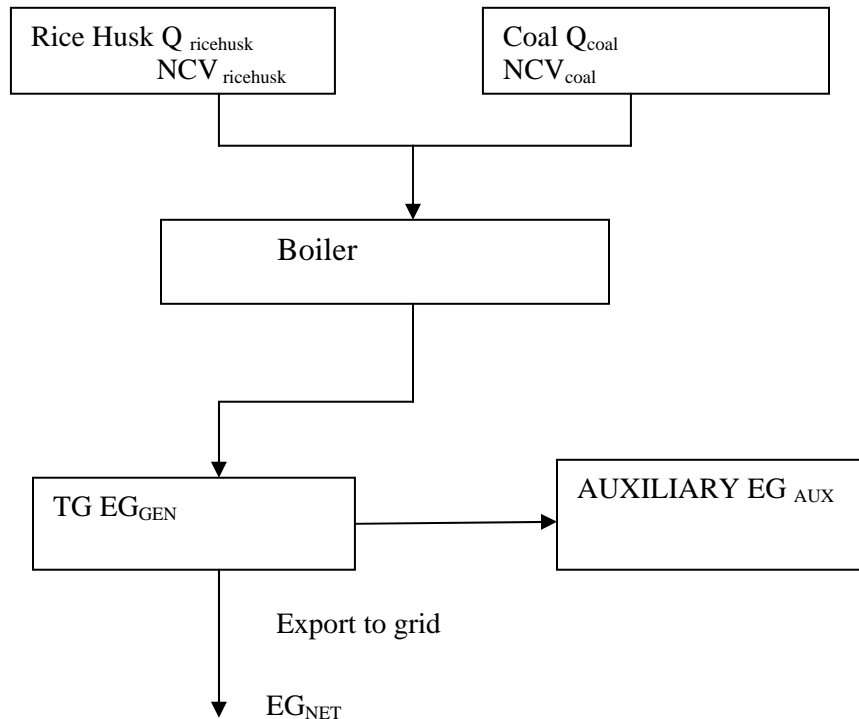 Rice Husk Q ricehusk
NCV ricehusk
Coal Qcoal
NCVcoal
Boiler
TG EGGEN
AUXILIARY EG AUX
Export to grid
EGNET